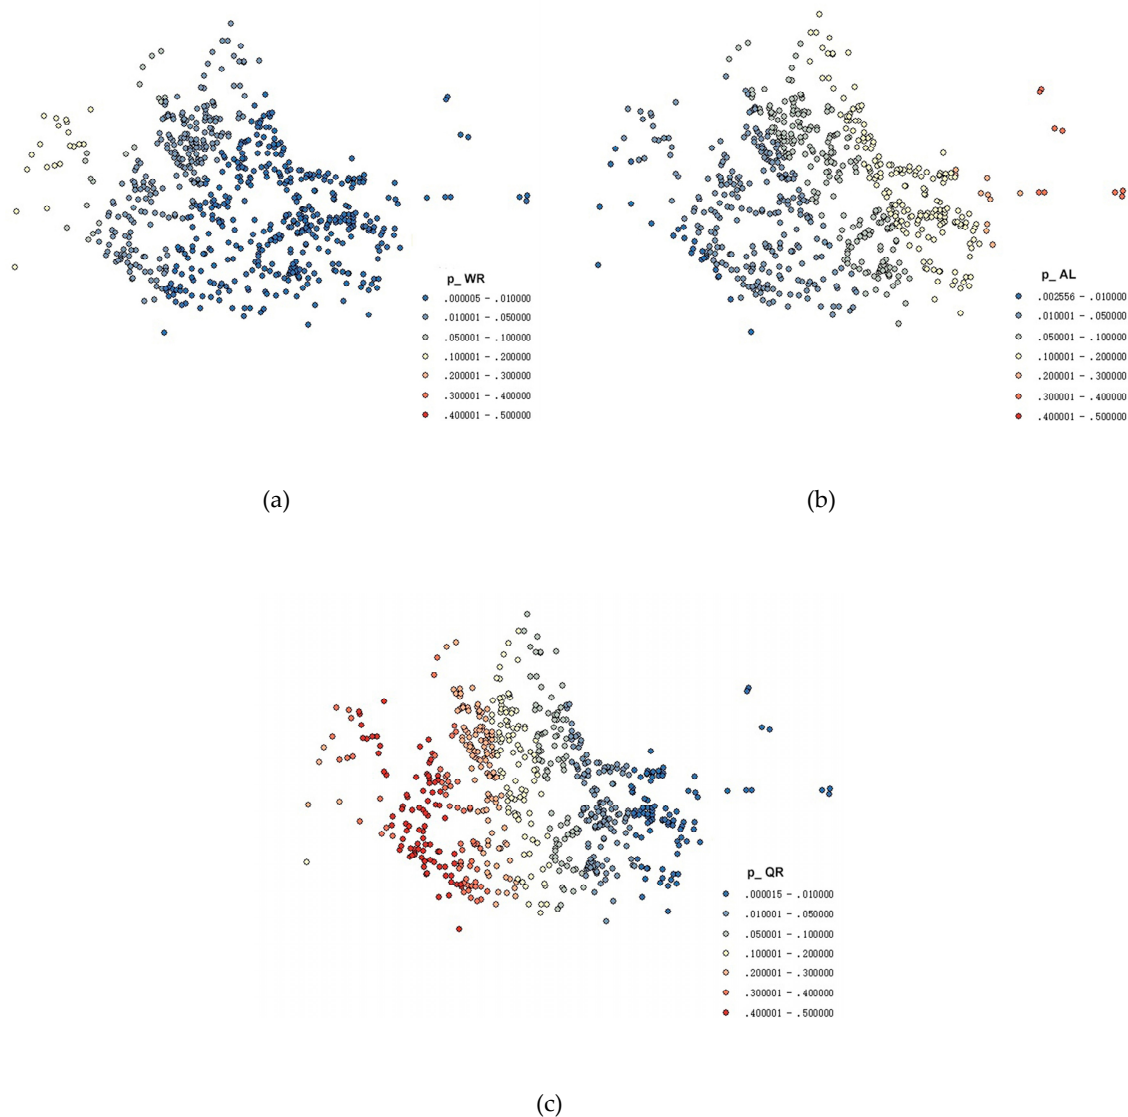 p_ WR
.000005 – .010000
.010001 – .050000
.050001 – .100000
.100001 – .200000
.200001 – .300000
.300001 – .400000
.400001 – .500000
p_ AL
.002556 – .010000
.010001 – .050000
.050001 – .100000
.100001 – .200000
.200001 – .300000
.300001 – .400000
.400001 – .500000
(a)
(b)
p_ QR
.000015 – .010000
.010001 – .050000
.050001 – .100000
.100001 – .200000
.200001 – .300000
.300001 – .400000
.400001 – .500000
(c)